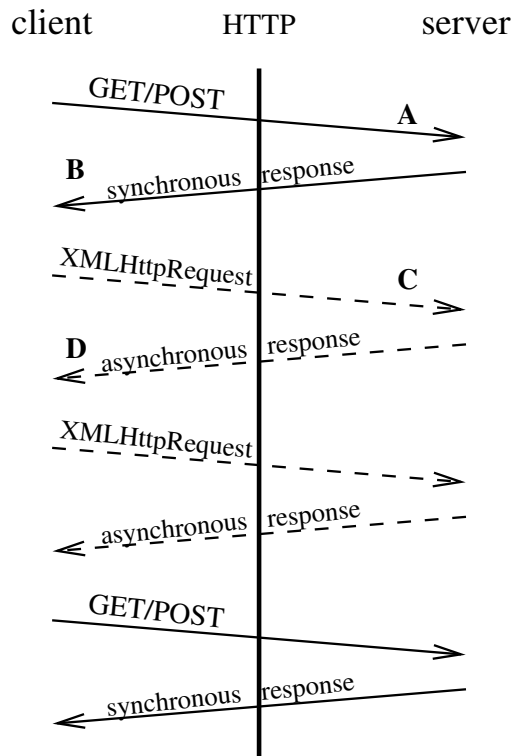 client HTTP server
GET/POST
A
B
synchronous response
XMLHttpRequest
C
D
asynchronous response
XMLHttpRequest
asynchronous response
GET/POST
synchronous response